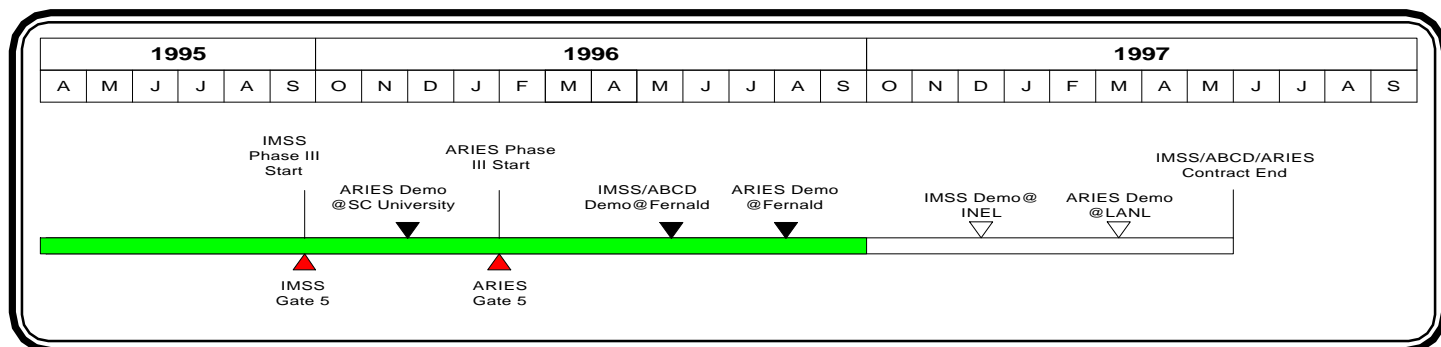 1995 1996 1997
A M J J A S O N D J F M A M J J A S O N D J F M A M J J A S
IMSS
Phase III
Start
ARIES Demo
@SC University
ARIES Phase
III Start
IMSS/ABCD
Demo@Fernald
ARIES Demo
@Fernald
IMSS Demo@
INEL
ARIES Demo
@LANL
IMSS/ABCD/ARIES
Contract End
IMSS
Gate 5
ARIES
Gate 5